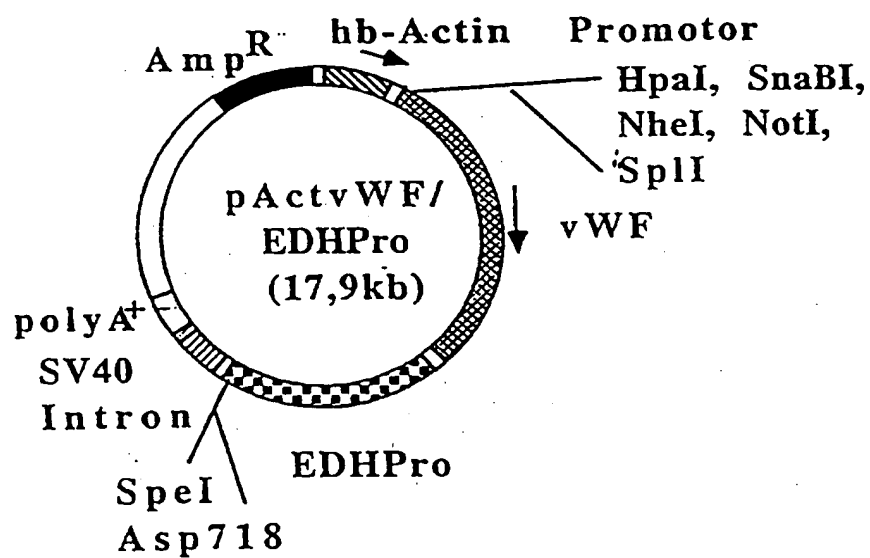 Amp^R hb-Actin Promotor
HpaI, SnaBI,
NheI, NotI,
SplI
pActvWF/
EDHPro
(17,9kb)
vWF
polyA+
SV40
Intron
EDHPro
SpeI
Asp718